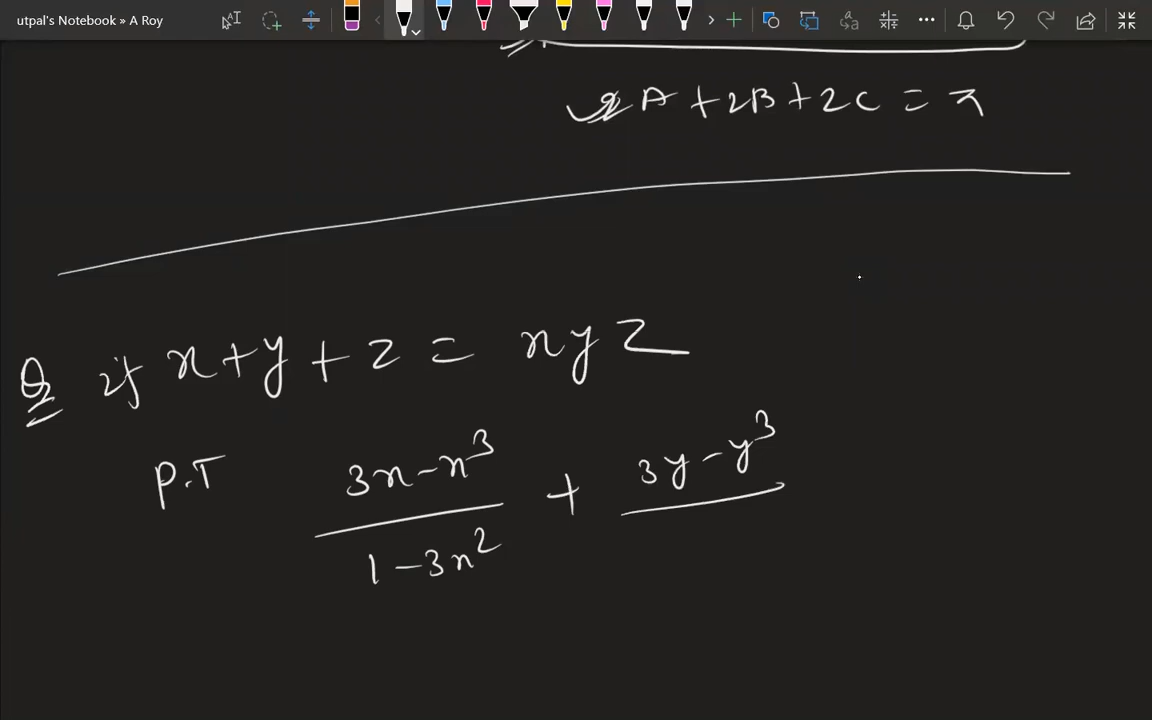 utpal's Notebook » A Roy
2A + 2B + 2C = π
Q if x + y + z = xyz
P.T 3x - x³ / 1 - 3x² + 3y - y³